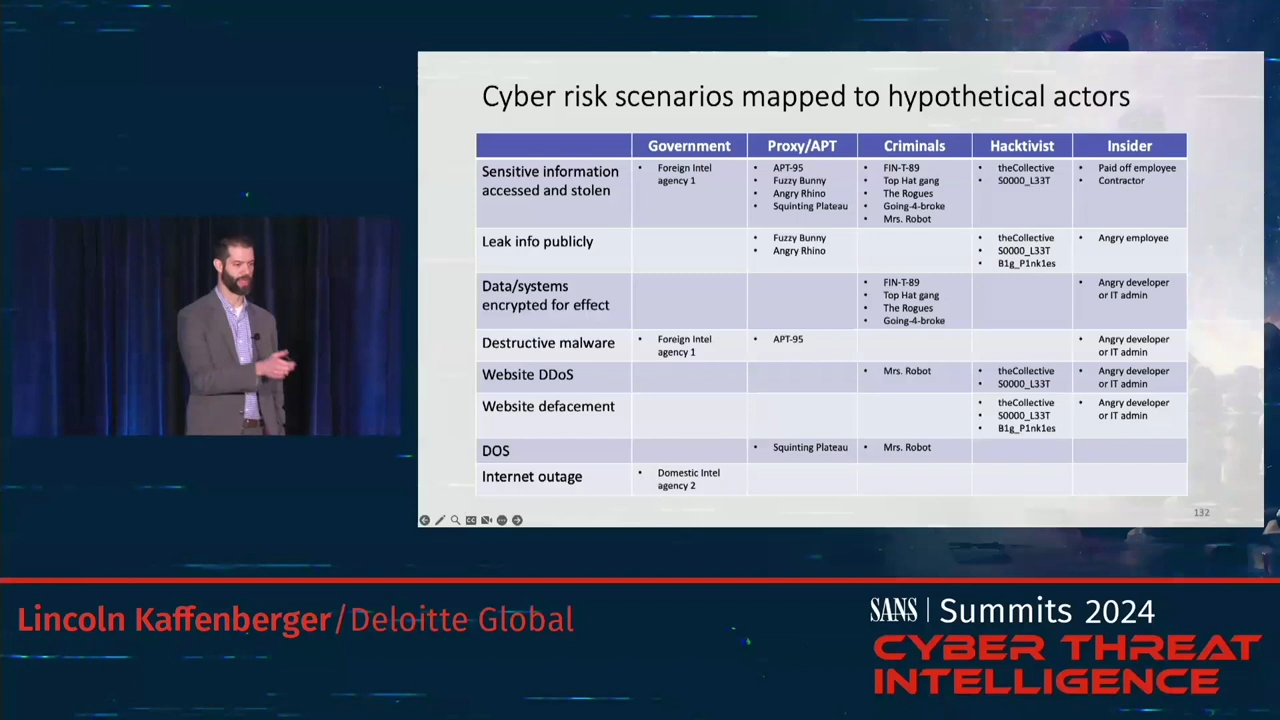 Cyber risk scenarios mapped to hypothetical actors
Government Proxy/APT Criminals Hacktivist Insider
Sensitive information
accessed and stolen
• Foreign Intel
agency 1
• APT-95
• Fuzzy Bunny
• Angry Rhino
• Squinting Plateau
• FIN-T-89
• Top Hat gang
• The Rogues
• Going-4-broke
• Mrs. Robot
• theCollective
• S0000_L33T
• Paid off employee
• Contractor
Leak info publicly
• Fuzzy Bunny
• Angry Rhino
• theCollective
• S0000_L33T
• B1g_P1nk1es
• Angry employee
Data/systems
encrypted for effect
• FIN-T-89
• Top Hat gang
• The Rogues
• Going-4-broke
• Angry developer
or IT admin
Destructive malware
• Foreign Intel
agency 1
• APT-95
• Angry developer
or IT admin
Website DDoS
• Mrs. Robot
• theCollective
• S0000_L33T
• Angry developer
or IT admin
Website defacement
• theCollective
• S0000_L33T
• B1g_P1nk1es
• Angry developer
or IT admin
DOS
• Squinting Plateau
• Mrs. Robot
Internet outage
• Domestic Intel
agency 2
132
Lincoln Kaffenberger/Deloitte Global
SANS | Summits 2024
CYBER THREAT
INTELLIGENCE